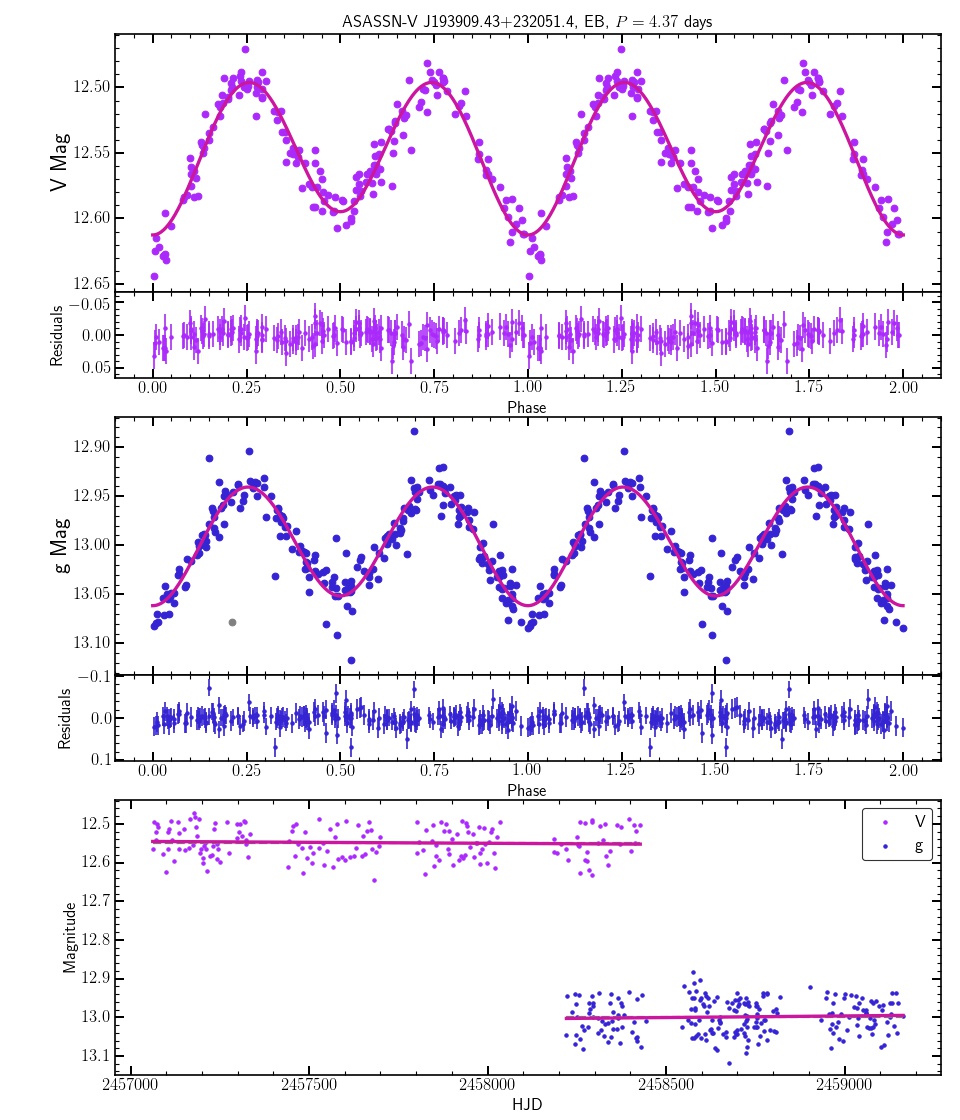 ASASSN-V J193909.43+232051.4, EB, P = 4.37 days
V Mag
12.50
12.55
12.60
12.65
Residuals
−0.05
0.00
0.05
0.00 0.25 0.50 0.75 1.00 1.25 1.50 1.75 2.00
Phase
g Mag
12.90
12.95
13.00
13.05
13.10
Residuals
−0.1
0.0
0.1
0.00 0.25 0.50 0.75 1.00 1.25 1.50 1.75 2.00
Phase
Magnitude
12.5
12.6
12.7
12.8
12.9
13.0
13.1
V
g
2457000 2457500 2458000 2458500 2459000
HJD